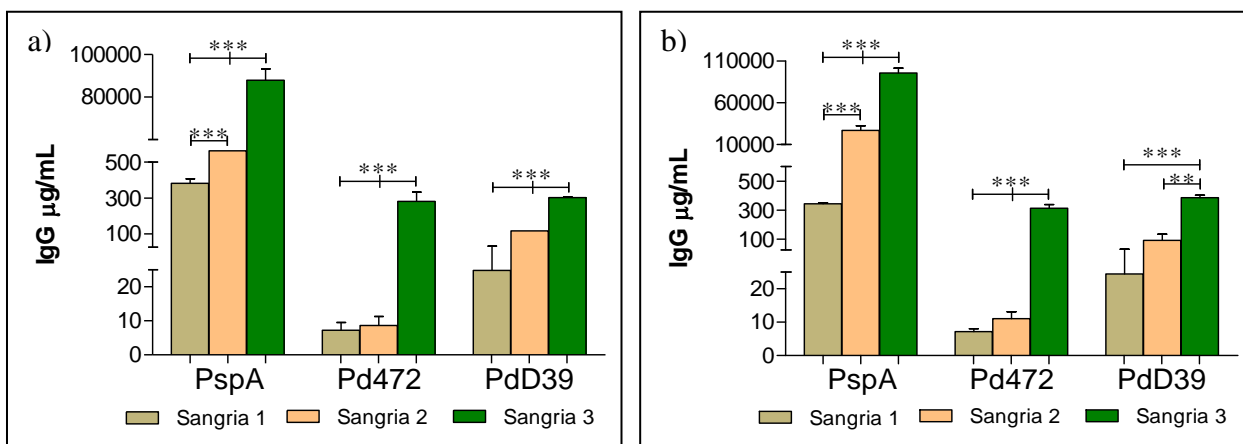 a)
IgG µg/mL
100000
80000
500
300
100
20
10
0
***
***
***
***
PspA
Pd472
PdD39
Sangria 1
Sangria 2
Sangria 3
b)
IgG µg/mL
110000
60000
10000
500
300
100
20
10
0
***
***
***
***
**
PspA
Pd472
PdD39
Sangria 1
Sangria 2
Sangria 3